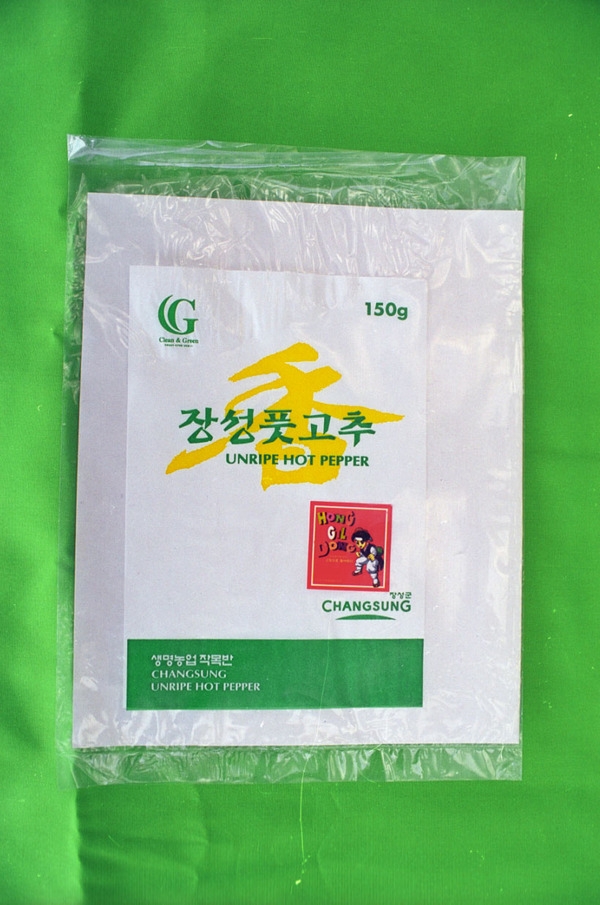 G
Clean & Green
150g
香
장성풋고추
UNRIPE HOT PEPPER
HONG
GIL
DONG
장성군
CHANGSUNG
생명농업 작목반
CHANGSUNG
UNRIPE HOT PEPPER